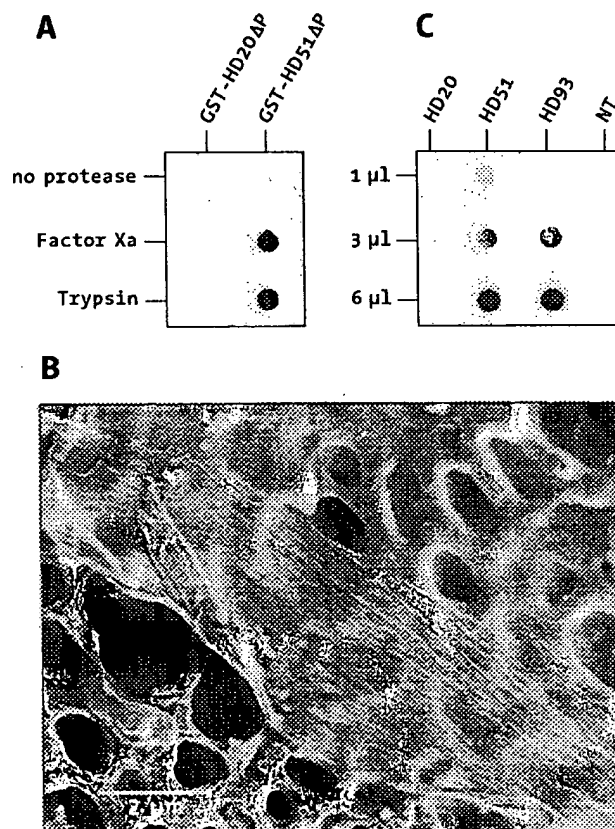 A
C
GST-HD20ΔP
GST-HD51ΔP
HD20
HD51
HD93
NT
no protease
Factor Xa
Trypsin
1 µl
3 µl
6 µl
B